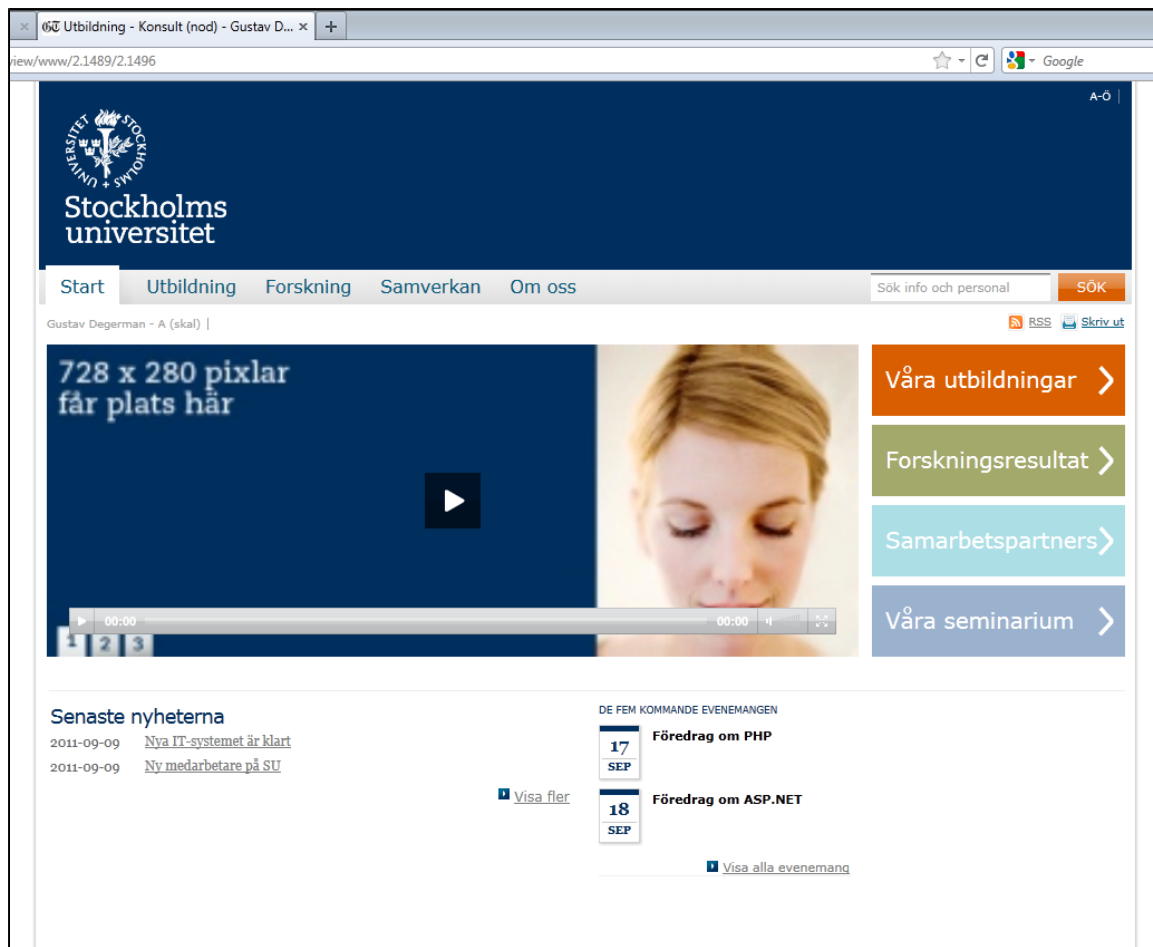 Utbildning - Konsult (nod) - Gustav D...
iew/www/2.1489/2.1496
Google
A-Ö
UNIVERSITET STOCKHOLMS
Stockholms
universitet
Start Utbildning Forskning Samverkan Om oss
Sök info och personal SÖK
Gustav Degerman - A (skal) |
RSS Skriv ut
728 x 280 pixlar
får plats här
00:00 00:00
1 2 3
Våra utbildningar
Forskningsresultat
Samarbetspartners
Våra seminarium
Senaste nyheterna
2011-09-09 Nya IT-systemet är klart
2011-09-09 Ny medarbetare på SU
Visa fler
DE FEM KOMMANDE EVENEMANGEN
17 SEP Föredrag om PHP
18 SEP Föredrag om ASP.NET
Visa alla evenemang